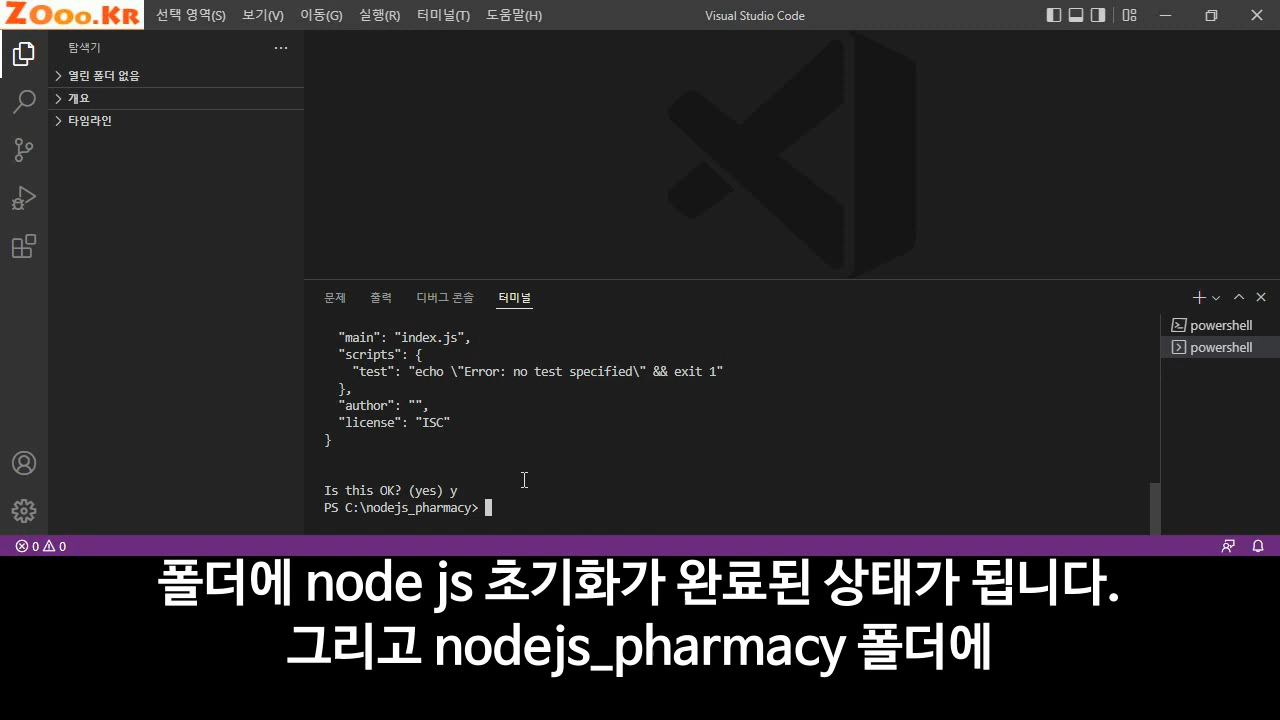 ZOoo.Kr
선택 영역(S) 보기(V) 이동(G) 실행(R) 터미널(T) 도움말(H)
Visual Studio Code
탐색기
열린 폴더 없음
개요
타임라인
문제 출력 디버그 콘솔 터미널
"main": "index.js",
"scripts": {
"test": "echo \"Error: no test specified\" && exit 1"
},
"author": "",
"license": "ISC"
}
Is this OK? (yes) y
PS C:\nodejs_pharmacy>
powershell
powershell
0 0
폴더에 node js 초기화가 완료된 상태가 됩니다.
그리고 nodejs_pharmacy 폴더에